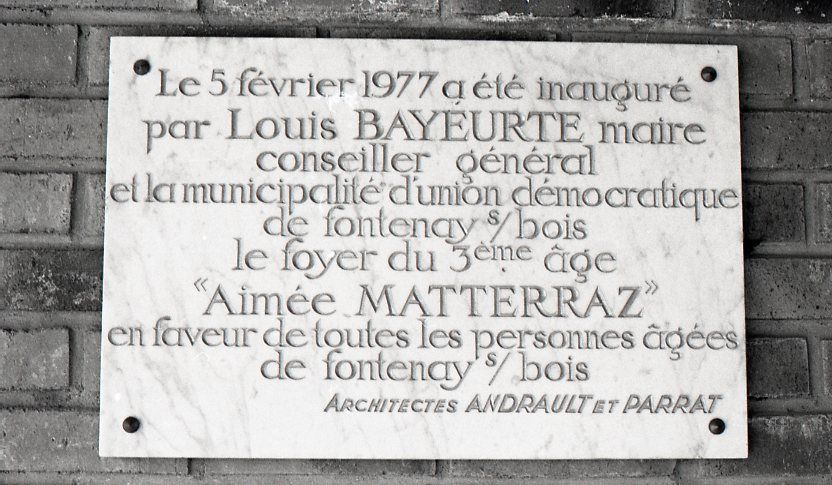 Le 5 février 1977 a été inauguré
par Louis BAYEURTE maire
conseiller général
et la municipalité d'union démocratique
de fontenay s/ bois
le foyer du 3ème âge
"Aimée MATTERRAZ"
en faveur de toutes les personnes âgées
de fontenay s/ bois
ARCHITECTES ANDRAULT ET PARRAT